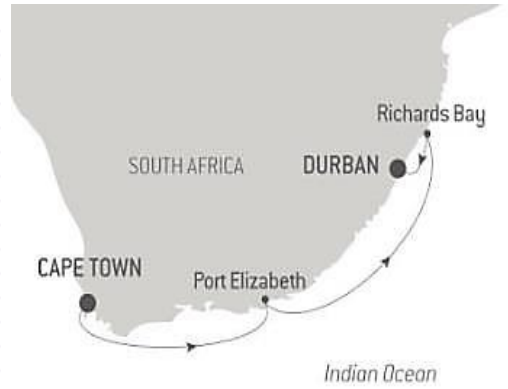 Richards Bay
SOUTH AFRICA
DURBAN
CAPE TOWN
Port Elizabeth
Indian Ocean